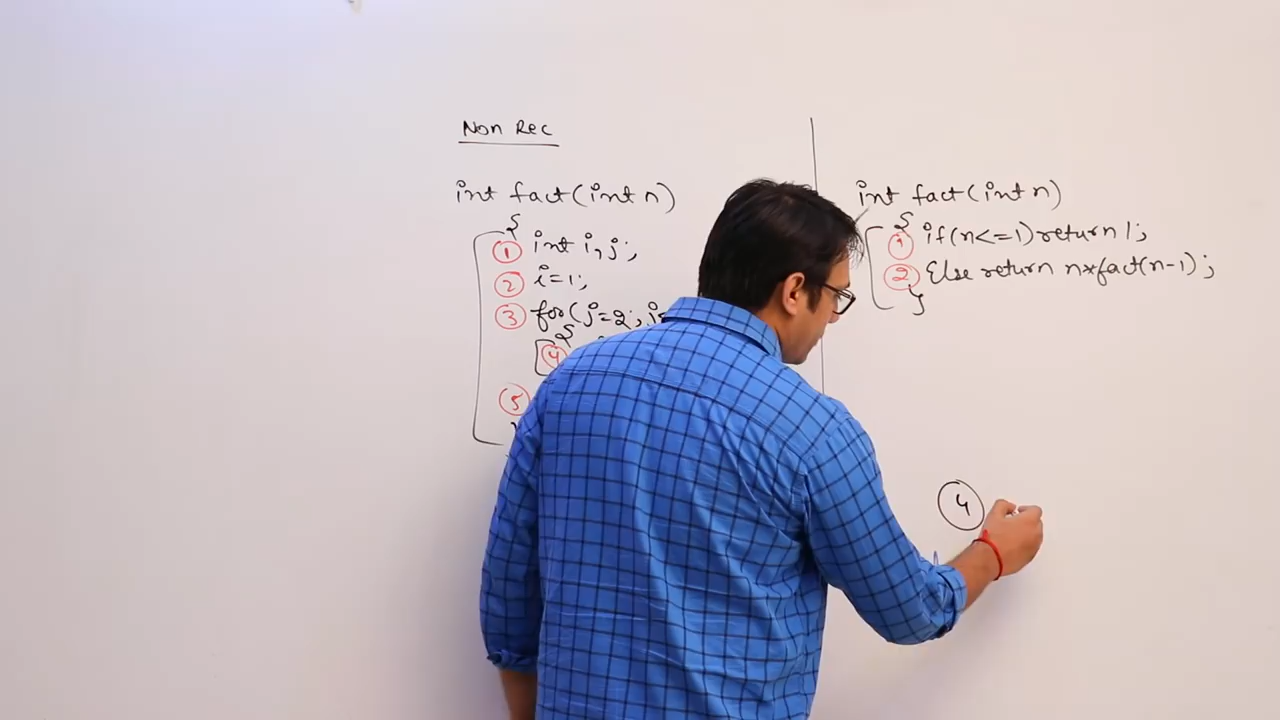 Non Rec
int fact(int n)
{
① int i, j;
② i=1;
③ for(j=2;
{
④
⑤
int fact(int n)
{
① if(n<=1)return 1;
② Else return n*fact(n-1);
}
④